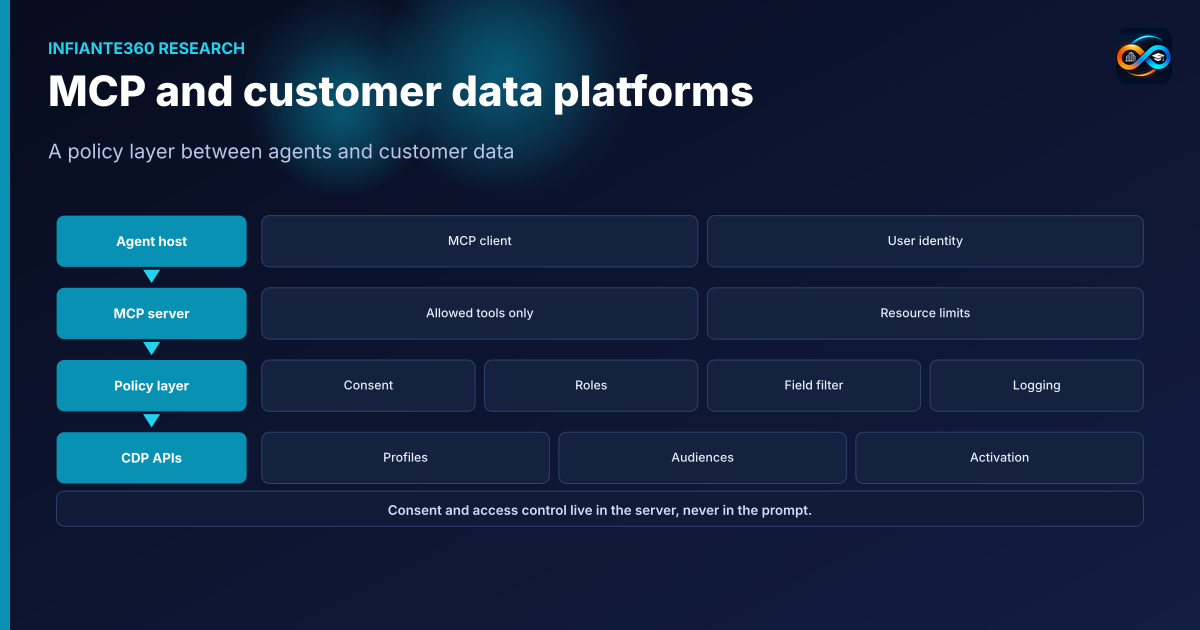 INFIANTE360 RESEARCH
MCP and customer data platforms
A policy layer between agents and customer data
Agent host
MCP client
User identity
MCP server
Allowed tools only
Resource limits
Policy layer
Consent
Roles
Field filter
Logging
CDP APIs
Profiles
Audiences
Activation
Consent and access control live in the server, never in the prompt.